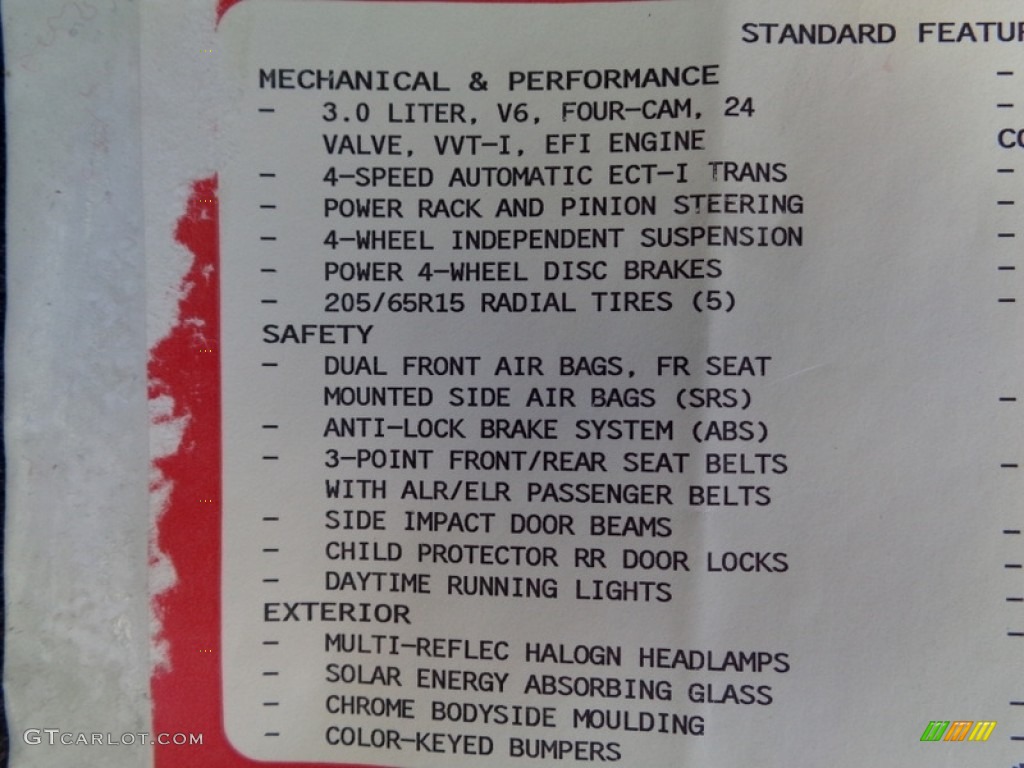 STANDARD FEATUR
MECHANICAL & PERFORMANCE
- 3.0 LITER, V6, FOUR-CAM, 24
VALVE, VVT-I, EFI ENGINE
- 4-SPEED AUTOMATIC ECT-I TRANS
- POWER RACK AND PINION STEERING
- 4-WHEEL INDEPENDENT SUSPENSION
- POWER 4-WHEEL DISC BRAKES
- 205/65R15 RADIAL TIRES (5)
SAFETY
- DUAL FRONT AIR BAGS, FR SEAT
MOUNTED SIDE AIR BAGS (SRS)
- ANTI-LOCK BRAKE SYSTEM (ABS)
- 3-POINT FRONT/REAR SEAT BELTS
WITH ALR/ELR PASSENGER BELTS
- SIDE IMPACT DOOR BEAMS
- CHILD PROTECTOR RR DOOR LOCKS
- DAYTIME RUNNING LIGHTS
EXTERIOR
- MULTI-REFLEC HALOGN HEADLAMPS
- SOLAR ENERGY ABSORBING GLASS
- CHROME BODYSIDE MOULDING
- COLOR-KEYED BUMPERS
CO
GTCARLOT.COM